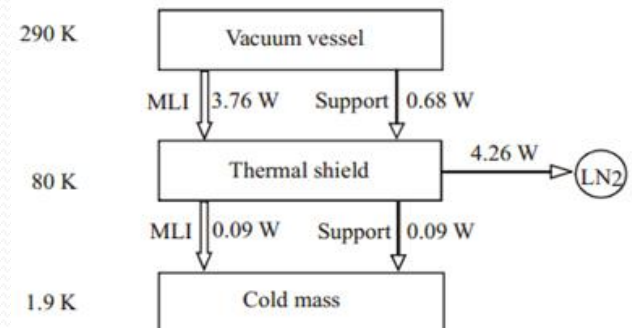 290 K
Vacuum vessel
MLI 3.76 W Support 0.68 W
4.26 W
80 K
Thermal shield
LN2
MLI 0.09 W Support 0.09 W
1.9 K
Cold mass